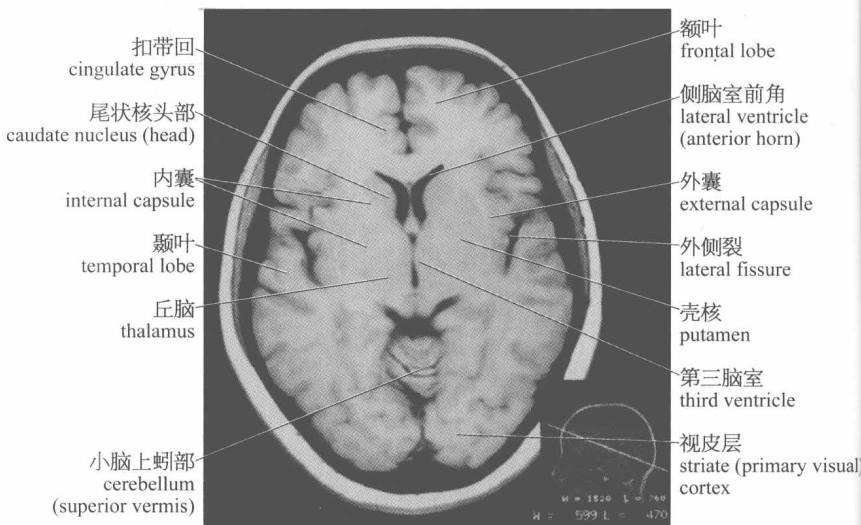 扣带回
cingulate gyrus
尾状核头部
caudate nucleus (head)
内囊
internal capsule
颞叶
temporal lobe
丘脑
thalamus
小脑上蚓部
cerebellum
(superior vermis)
额叶
frontal lobe
侧脑室前角
lateral ventricle
(anterior horn)
外囊
external capsule
外侧裂
lateral fissure
壳核
putamen
第三脑室
third ventricle
视皮层
striate (primary visual)
cortex
W = 1520 L = 760
W = 599 L = 470